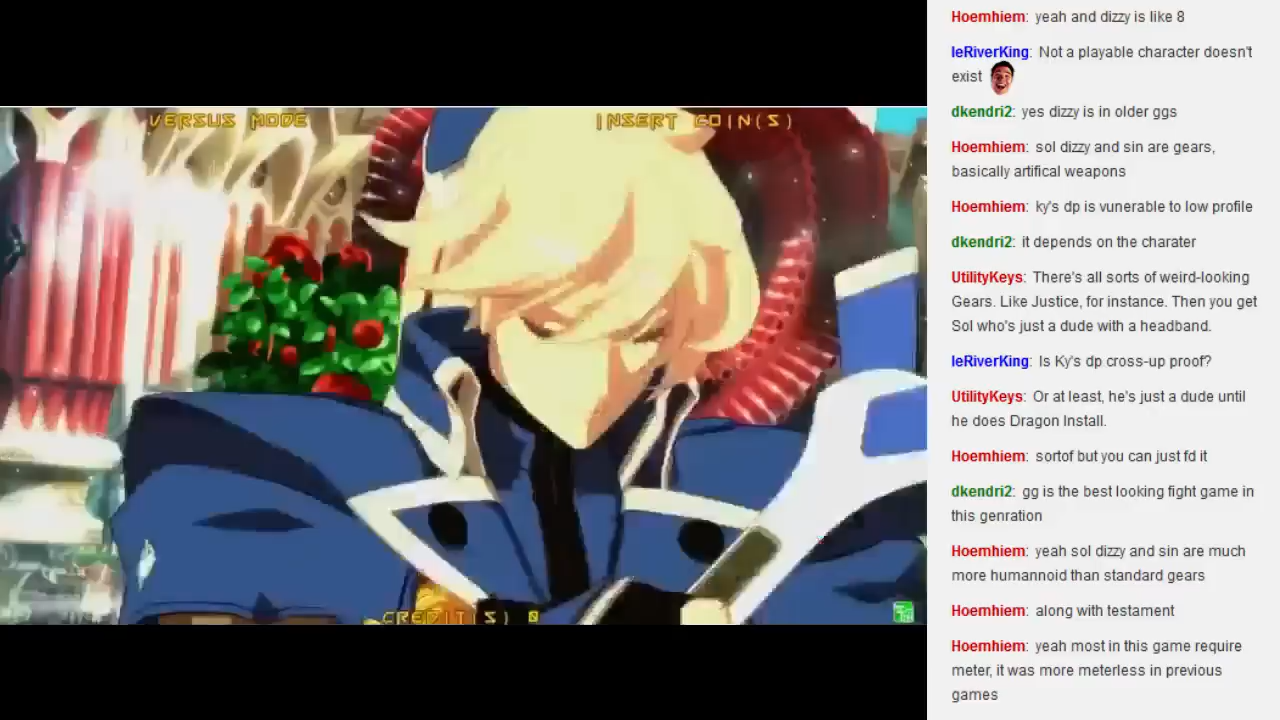 VERSUS MODE
INSERT COIN(S)
CREDIT(S) 0
Hoemhiem: yeah and dizzy is like 8
leRiverKing: Not a playable character doesn't
exist
dkendri2: yes dizzy is in older ggs
Hoemhiem: sol dizzy and sin are gears,
basically artifical weapons
Hoemhiem: ky's dp is vunerable to low profile
dkendri2: it depends on the charater
UtilityKeys: There's all sorts of weird-looking
Gears. Like Justice, for instance. Then you get
Sol who's just a dude with a headband.
leRiverKing: Is Ky's dp cross-up proof?
UtilityKeys: Or at least, he's just a dude until
he does Dragon Install.
Hoemhiem: sortof but you can just fd it
dkendri2: gg is the best looking fight game in
this genration
Hoemhiem: yeah sol dizzy and sin are much
more humannoid than standard gears
Hoemhiem: along with testament
Hoemhiem: yeah most in this game require
meter, it was more meterless in previous
games